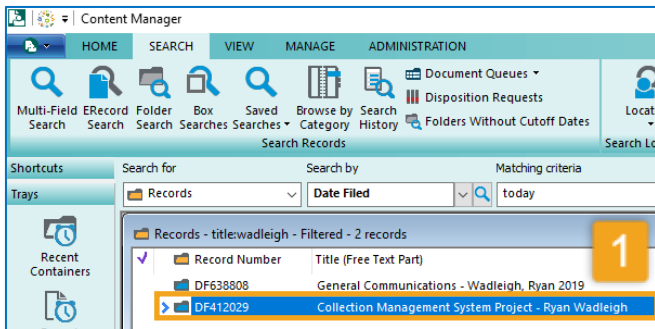 Content Manager
HOME SEARCH VIEW MANAGE ADMINISTRATION
Multi-Field Search
ERecord Search
Folder Search
Box Searches
Saved Searches
Browse by Category
Search History
Document Queues
Disposition Requests
Folders Without Cutoff Dates
Locat
Search Records
Search Lo
Shortcuts
Search for Search by Matching criteria
Trays
Records Date Filed today
Recent Containers
Records - title:wadleigh - Filtered - 2 records
1
Record Number Title (Free Text Part)
DF638808 General Communications - Wadleigh, Ryan 2019
DF412029 Collection Management System Project - Ryan Wadleigh